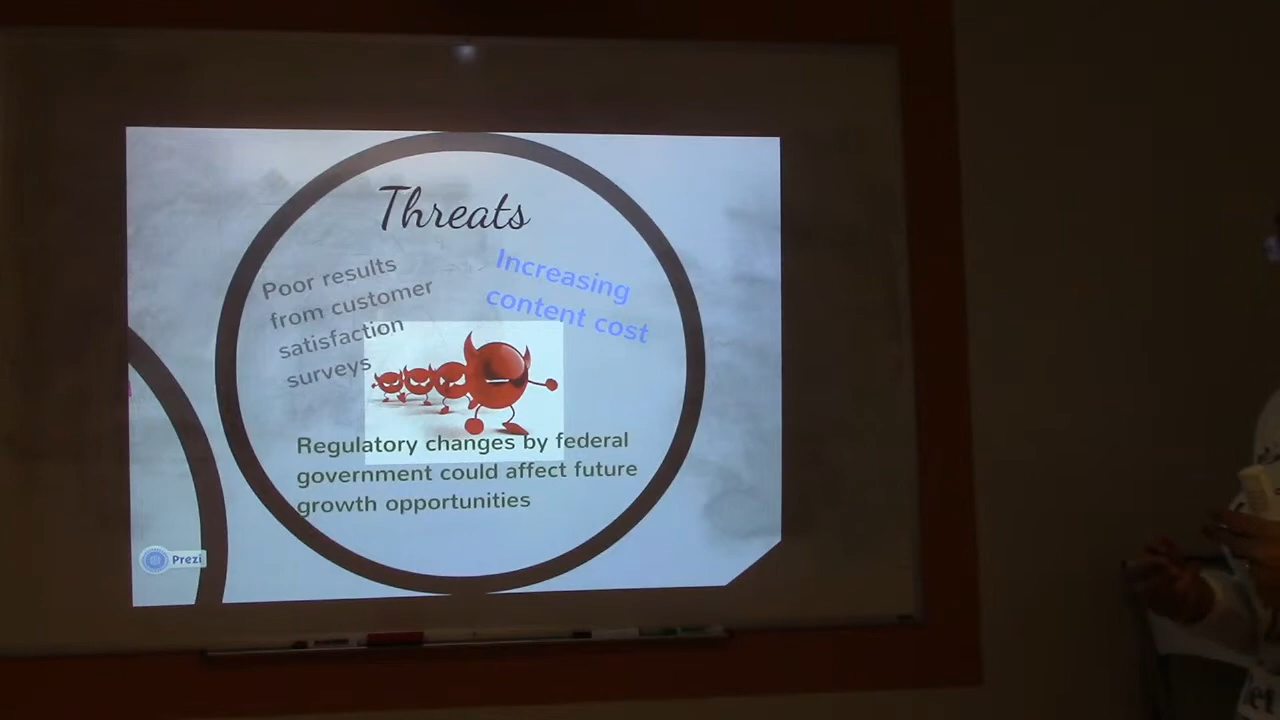 Threats
Poor results
from customer
satisfaction
surveys
Increasing
content cost
Regulatory changes by federal
government could affect future
growth opportunities
Prezi